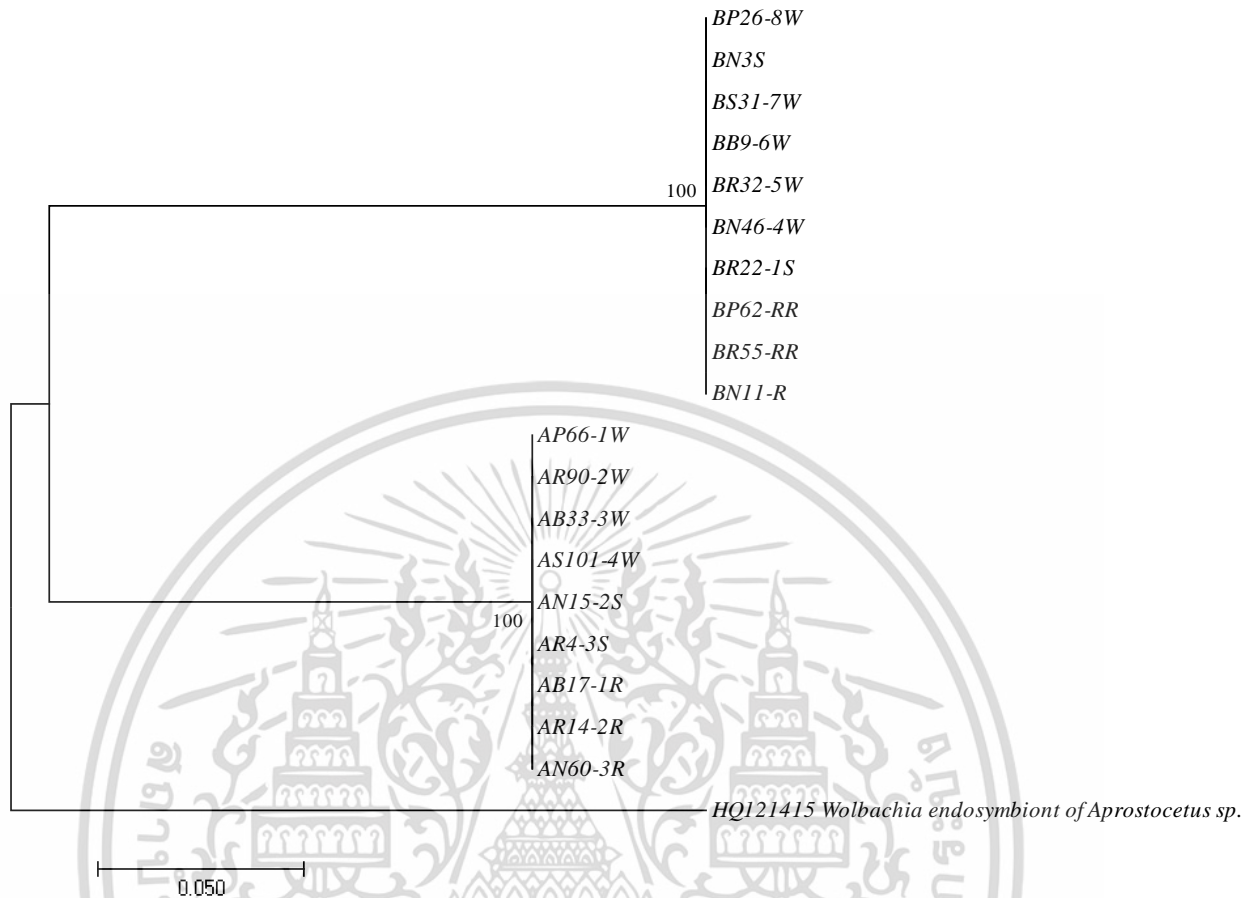 BP26-8W
BN3S
BS31-7W
BB9-6W
BR32-5W
100
BN46-4W
BR22-1S
BP62-RR
BR55-RR
BN11-R
AP66-1W
AR90-2W
AB33-3W
AS101-4W
AN15-2S
100
AR4-3S
AB17-1R
AR14-2R
AN60-3R
HQ121415 Wolbachia endosymbiont of Aprostocetus sp.
0.050